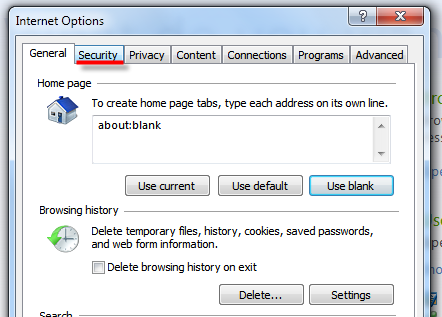 Internet Options
General Security Privacy Content Connections Programs Advanced
Home page
To create home page tabs, type each address on its own line.
about:blank
Use current Use default Use blank
Browsing history
Delete temporary files, history, cookies, saved passwords,
and web form information.
Delete browsing history on exit
Delete... Settings
Search